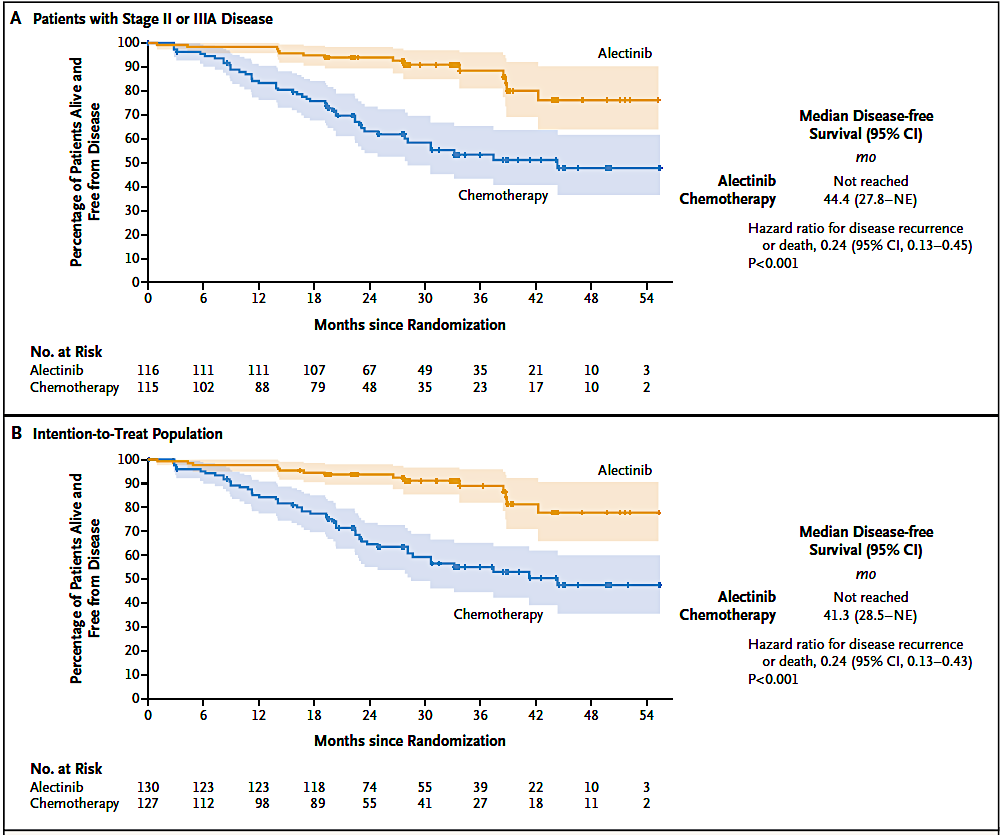 A Patients with Stage II or IIIA Disease
Percentage of Patients Alive and
Free from Disease
100
90
80
70
60
50
40
30
20
10
0
Alectinib
Chemotherapy
0 6 12 18 24 30 36 42 48 54
Months since Randomization
Median Disease-free
Survival (95% CI)
mo
Alectinib Not reached
Chemotherapy 44.4 (27.8–NE)
Hazard ratio for disease recurrence
or death, 0.24 (95% CI, 0.13–0.45)
P<0.001
No. at Risk
Alectinib 116 111 111 107 67 49 35 21 10 3
Chemotherapy 115 102 88 79 48 35 23 17 10 2
B Intention-to-Treat Population
Percentage of Patients Alive and
Free from Disease
100
90
80
70
60
50
40
30
20
10
0
Alectinib
Chemotherapy
0 6 12 18 24 30 36 42 48 54
Months since Randomization
Median Disease-free
Survival (95% CI)
mo
Alectinib Not reached
Chemotherapy 41.3 (28.5–NE)
Hazard ratio for disease recurrence
or death, 0.24 (95% CI, 0.13–0.43)
P<0.001
No. at Risk
Alectinib 130 123 123 118 74 55 39 22 10 3
Chemotherapy 127 112 98 89 55 41 27 18 11 2